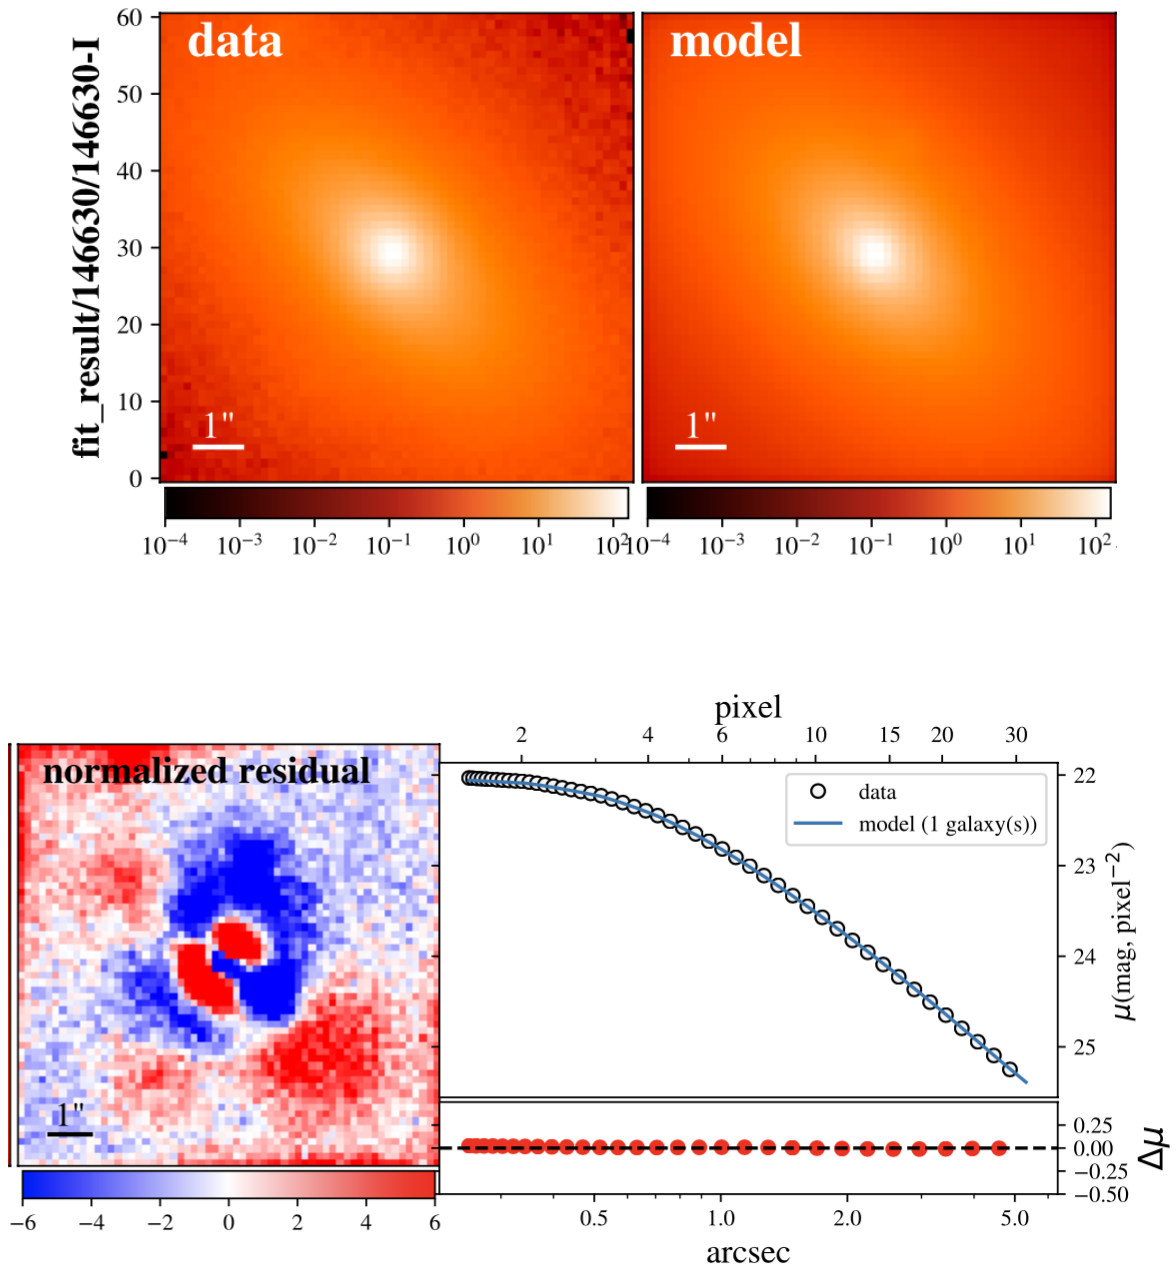 fit_result/146630/146630-I
data
model
60
50
40
30
20
10
0
1"
1"
10⁻⁴ 10⁻³ 10⁻² 10⁻¹ 10⁰ 10¹ 10²
10⁻⁴ 10⁻³ 10⁻² 10⁻¹ 10⁰ 10¹ 10²
normalized residual
1"
−6 −4 −2 0 2 4 6
pixel
2 4 6 10 15 20 30
data
model (1 galaxy(s))
22
23
24
25
μ(mag, pixel⁻²)
0.25
0.00
−0.25
−0.50
Δμ
0.5 1.0 2.0 5.0
arcsec